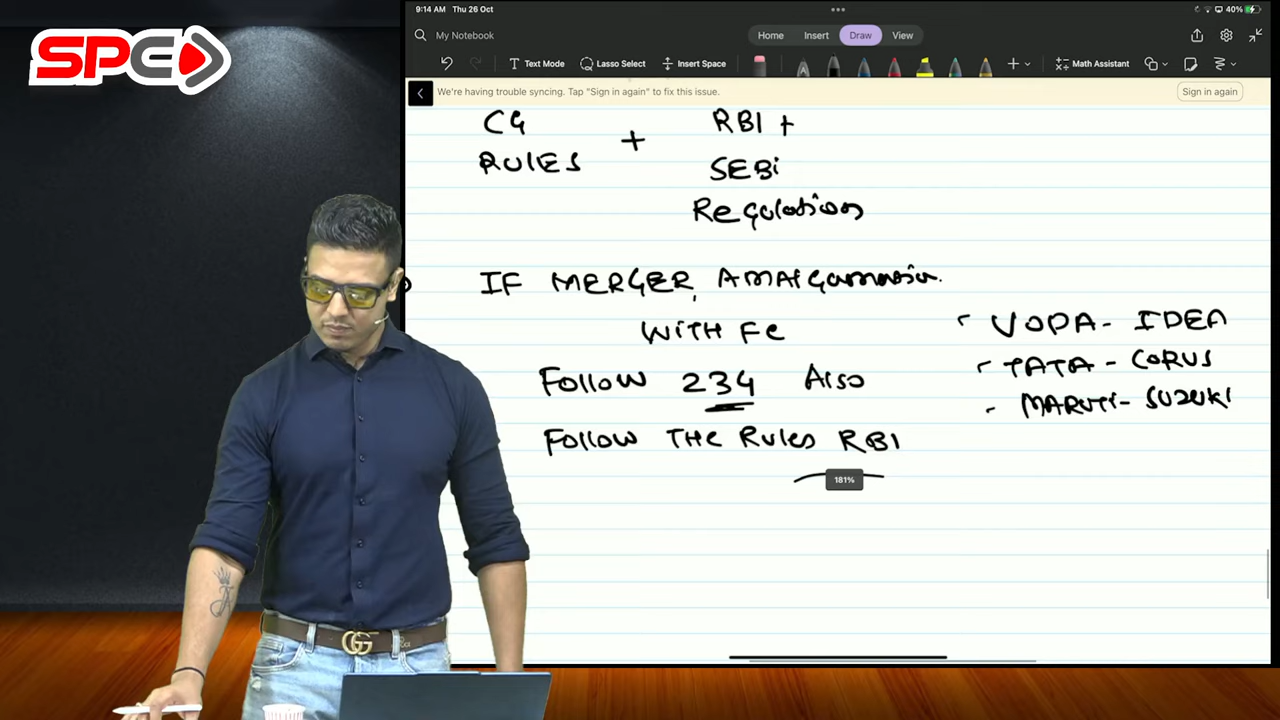 SPED
9:14 AM Thu 26 Oct
40%
My Notebook
Home Insert Draw View
Text Mode Lasso Select Insert Space Math Assistant
We're having trouble syncing. Tap "Sign in again" to fix this issue.
Sign in again
CG + RBI +
RULES SEBi
Regulations
IF MERGER, AMAlgamation.
WITH FC
Follow 234 Also
Follow THE Rules RBI
- VODA- IDEA
- TATA - CORUS
- MARUTI- SUZUKI
181%
GG